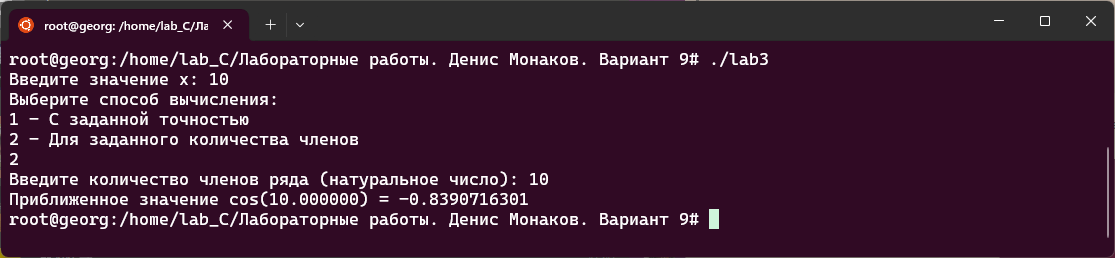 root@georg: /home/lab_C/Ла
root@georg:/home/lab_C/Лабораторные работы. Денис Монаков. Вариант 9# ./lab3
Введите значение x: 10
Выберите способ вычисления:
1 - С заданной точностью
2 - Для заданного количества членов
2
Введите количество членов ряда (натуральное число): 10
Приближенное значение cos(10.000000) = -0.8390716301
root@georg:/home/lab_C/Лабораторные работы. Денис Монаков. Вариант 9#